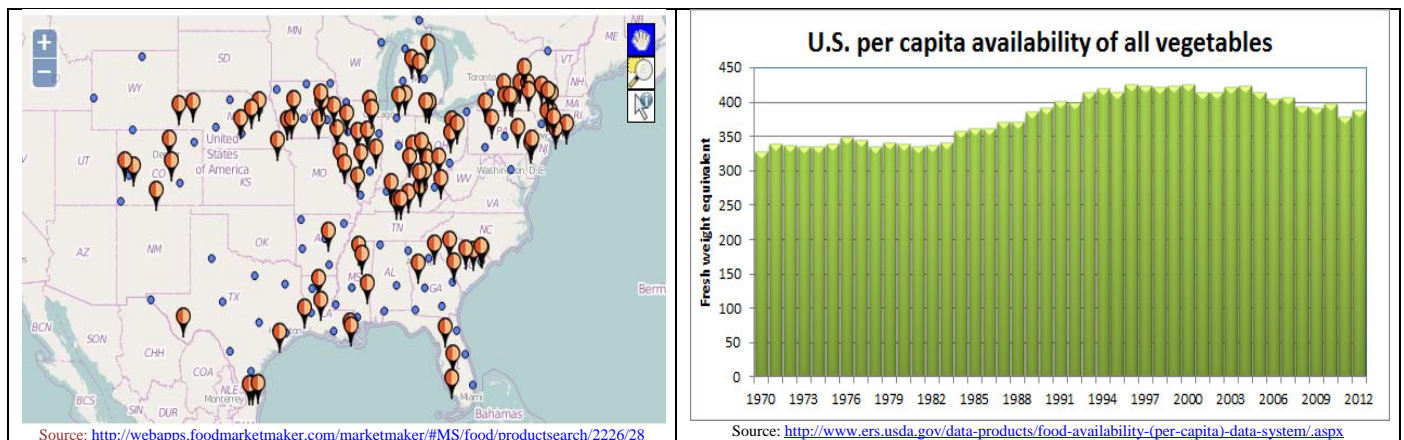 +
−
MN
ME
WI
SD
VT
Toronto
NH
WY
MA
RI
PA
United
States
of America
UT
CO
KS
MO
WV
Washington, D.C.
VA
TN
NC
OK
AZ
NM
MS
AL
GA
TX
LA
Berm
BCN
SON
CHH
COA
NLE
Monterrey
BCS
SIN
DUR
Miami
Bahamas
Source: http://webapps.foodmarketmaker.com/marketmaker/#MS/food/productsearch/2226/28
U.S. per capita availability of all vegetables
Fresh weight equivalent
450
400
350
300
250
200
150
100
50
0
1970 1973 1976 1979 1982 1985 1988 1991 1994 1997 2000 2003 2006 2009 2012
Source: http://www.ers.usda.gov/data-products/food-availability-(per-capita)-data-system/.aspx